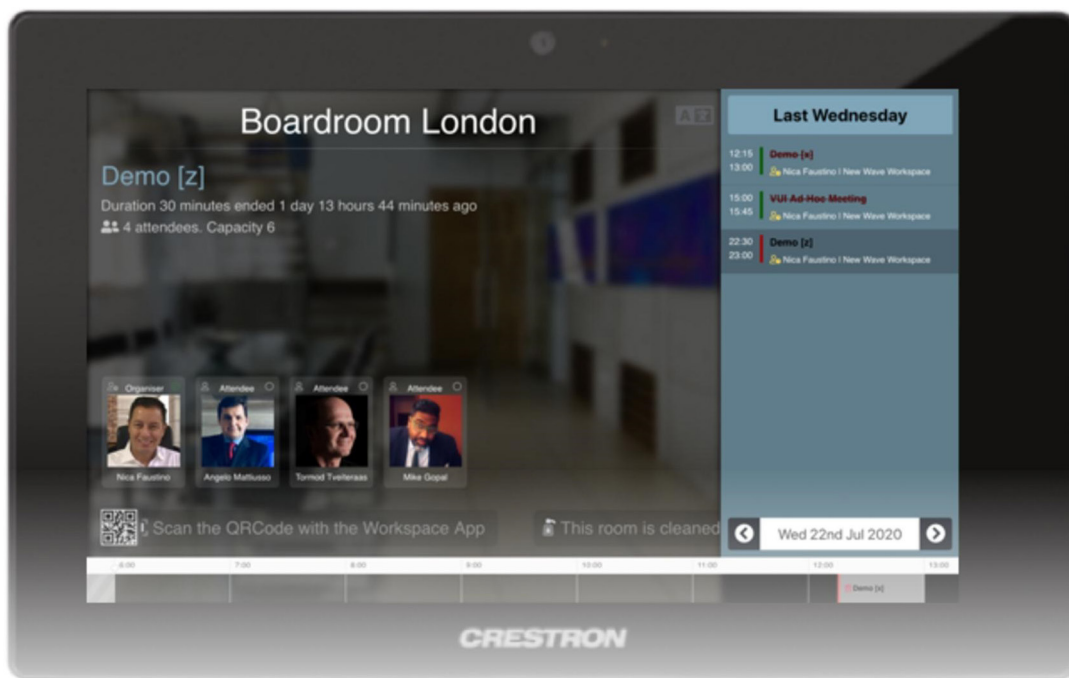 Boardroom London
Demo [z]
Duration 30 minutes ended 1 day 13 hours 44 minutes ago
4 attendees. Capacity 6
Organiser
Attendee
Attendee
Attendee
Nica Faustino
Angelo Mattiusso
Tormod Tveiteraas
Mike Gopal
Scan the QRCode with the Workspace App
This room is cleaned
Last Wednesday
12:15 Demo [x]
13:00 Nica Faustino | New Wave Workspace
15:00 VUI Ad-Hoc Meeting
15:45 Nica Faustino | New Wave Workspace
22:30 Demo [z]
23:00 Nica Faustino | New Wave Workspace
Wed 22nd Jul 2020
6:00 7:00 8:00 9:00 10:00 11:00 12:00 13:00
Demo [x]
CRESTRON